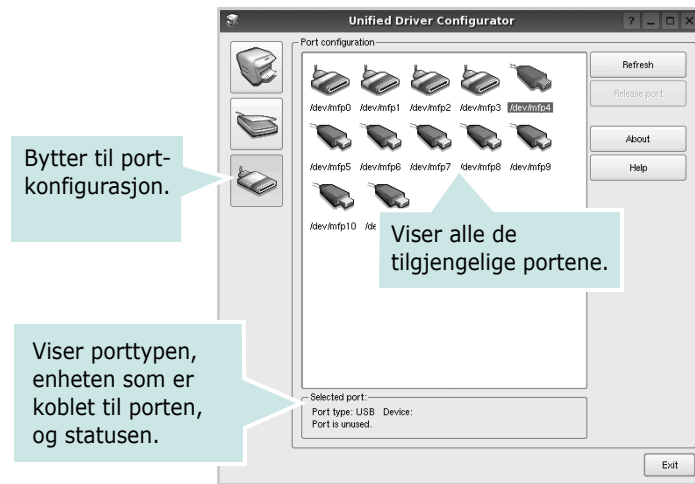 Unified Driver Configurator
Port configuration
/dev/mfp0 /dev/mfp1 /dev/mfp2 /dev/mfp3 /dev/mfp4
/dev/mfp5 /dev/mfp6 /dev/mfp7 /dev/mfp8 /dev/mfp9
/dev/mfp10
Refresh
Release port
About
Help
Bytter til port-
konfigurasjon.
Viser alle de
tilgjengelige portene.
Viser porttypen,
enheten som er
koblet til porten,
og statusen.
Selected port:
Port type: USB Device:
Port is unused.
Exit